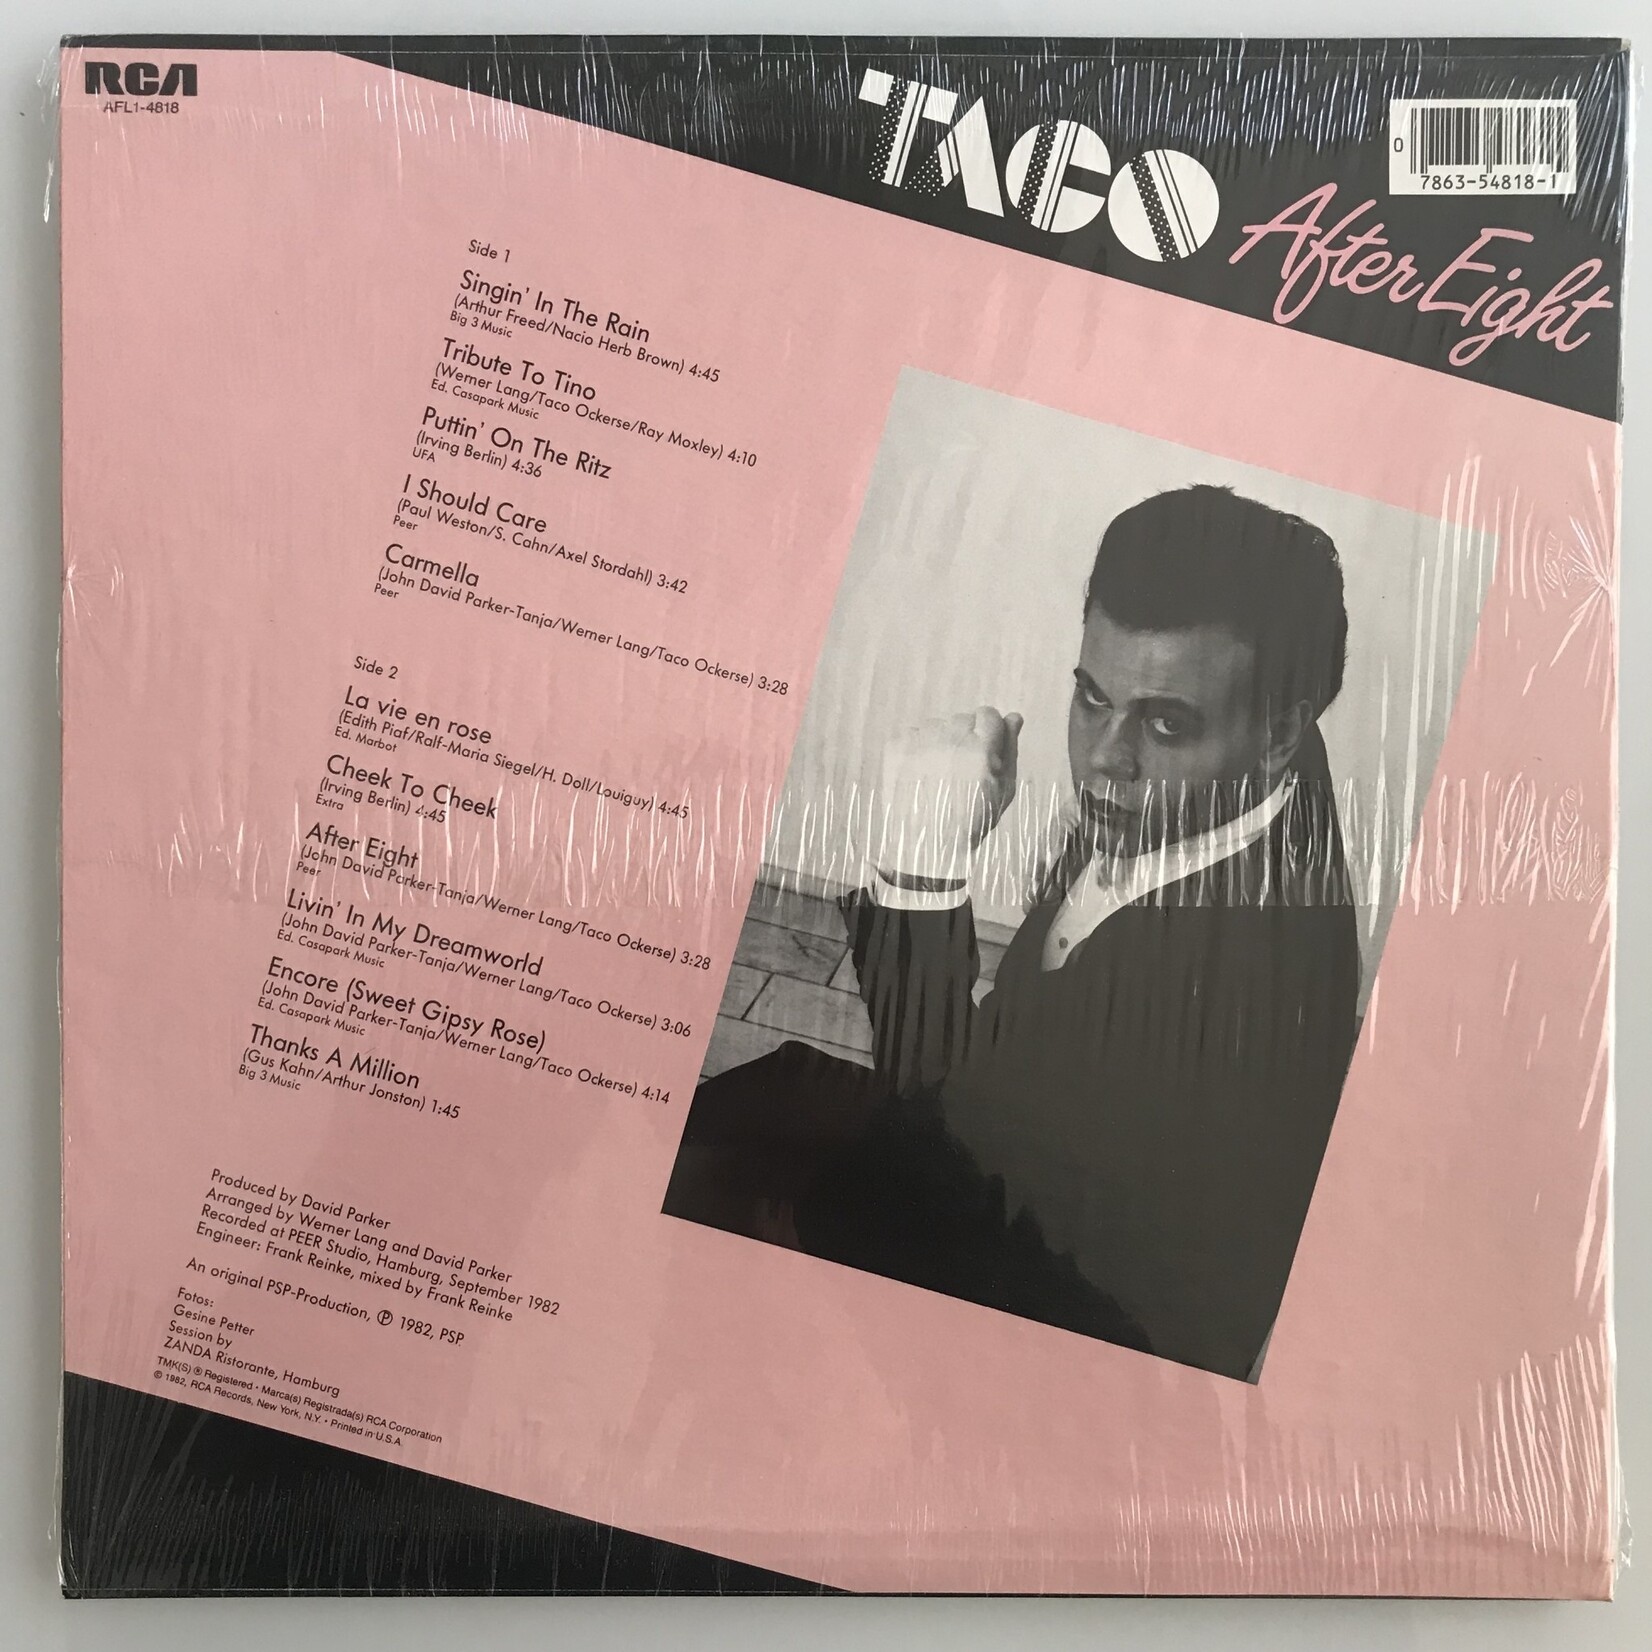 RCA
AFL1-4818
TACO
After Eight
0
7863-54818-1
Side 1
Singin' In The Rain
(Arthur Freed/Nacio Herb Brown) 4:45
Big 3 Music
Tribute To Tino
(Werner Lang/Taco Ockerse/Ray Moxley) 4:10
Ed. Casapark Music
Puttin' On The Ritz
(Irving Berlin) 4:36
UFA
I Should Care
(Paul Weston/S. Cahn/Axel Stordahl) 3:42
Peer
Carmella
(John David Parker-Tanja/Werner Lang/Taco Ockerse) 3:28
Peer
Side 2
La vie en rose
(Edith Piaf/Ralf-Maria Siegel/H. Doll/Louiguy) 4:45
Ed. Marbot
Cheek To Cheek
(Irving Berlin) 4:45
Extra
After Eight
(John David Parker-Tanja/Werner Lang/Taco Ockerse) 3:28
Peer
Livin' In My Dreamworld
(John David Parker-Tanja/Werner Lang/Taco Ockerse) 3:06
Ed. Casapark Music
Encore (Sweet Gipsy Rose)
(John David Parker-Tanja/Werner Lang/Taco Ockerse) 4:14
Ed. Casapark Music
Thanks A Million
(Gus Kahn/Arthur Jonston) 1:45
Big 3 Music
Produced by David Parker
Arranged by Werner Lang and David Parker
Recorded at PEER Studio, Hamburg, September 1982
Engineer: Frank Reinke, mixed by Frank Reinke
An original PSP-Production, ℗ 1982, PSP.
Fotos:
Gesine Petter
Session by
ZANDA Ristorante, Hamburg
TMK(S) ® Registered • Marca(s) Registrada(s) RCA Corporation
© 1982, RCA Records, New York, N.Y. • Printed in U.S.A.